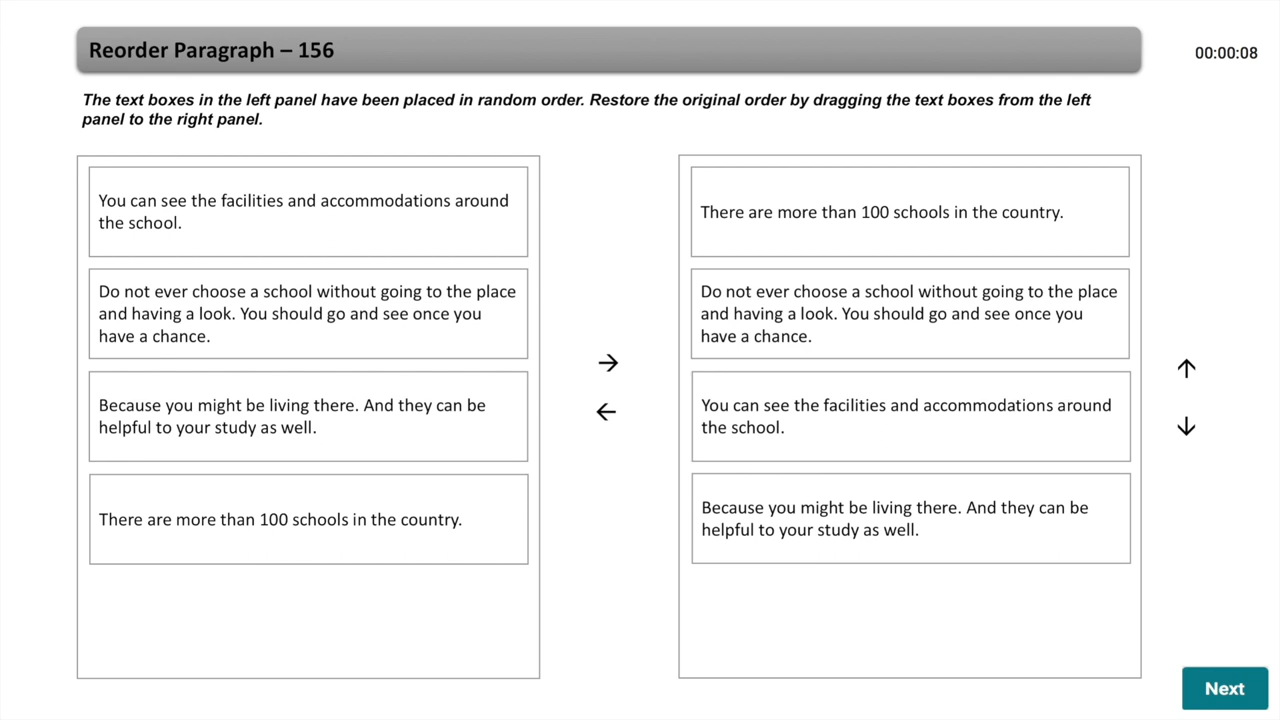 Reorder Paragraph – 156
00:00:08
The text boxes in the left panel have been placed in random order. Restore the original order by dragging the text boxes from the left
panel to the right panel.
You can see the facilities and accommodations around
the school.
Do not ever choose a school without going to the place
and having a look. You should go and see once you
have a chance.
Because you might be living there. And they can be
helpful to your study as well.
There are more than 100 schools in the country.
There are more than 100 schools in the country.
Do not ever choose a school without going to the place
and having a look. You should go and see once you
have a chance.
You can see the facilities and accommodations around
the school.
Because you might be living there. And they can be
helpful to your study as well.
Next